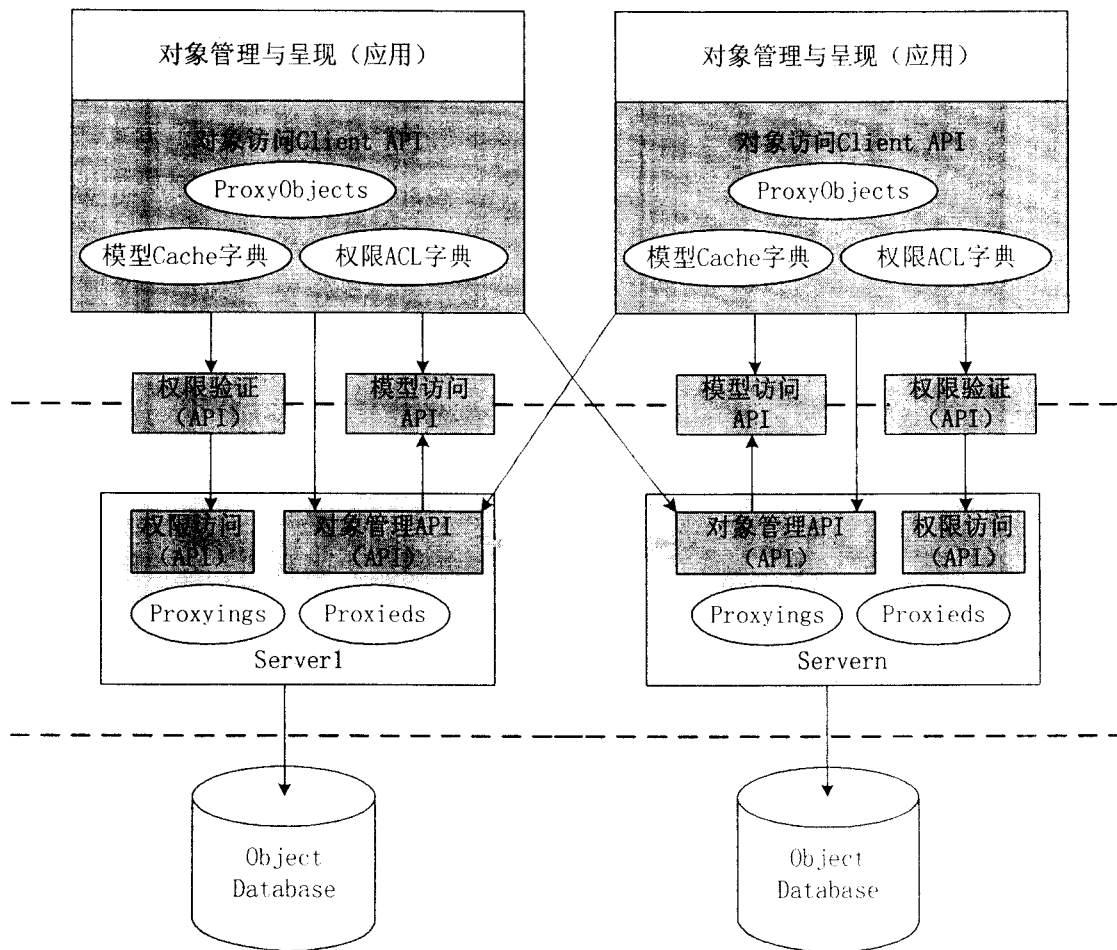 对象管理与呈现（应用）
对象访问Client API
ProxyObjects
模型Cache字典
权限ACL字典
对象管理与呈现（应用）
对象访问Client API
ProxyObjects
模型Cache字典
权限ACL字典
权限验证
（API）
模型访问
API
模型访问
API
权限验证
（API）
权限访问
（API）
对象管理API
（API）
Proxyings
Proxieds
Server1
对象管理API
（API）
权限访问
（API）
Proxyings
Proxieds
Servern
Object
Database
Object
Database